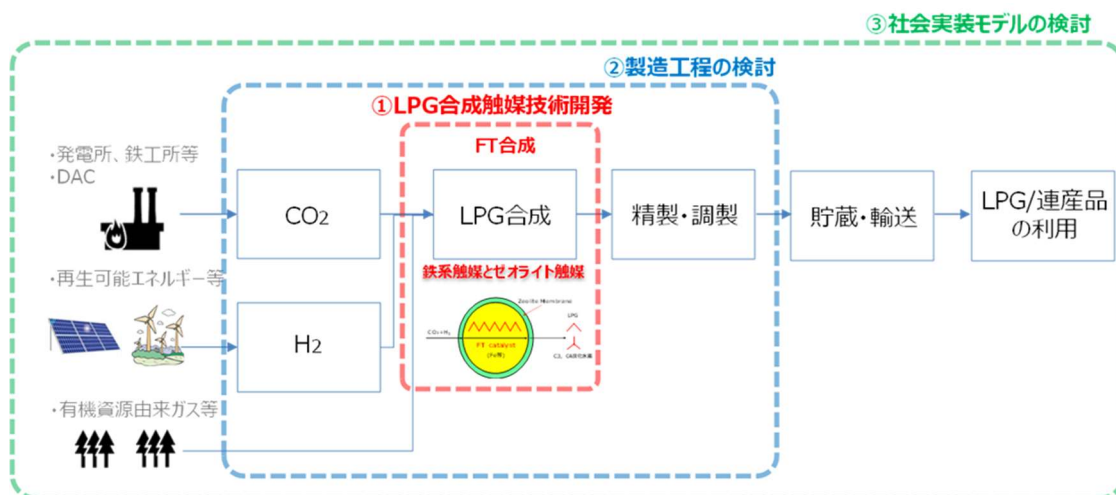 ③社会実装モデルの検討
②製造工程の検討
①LPG合成触媒技術開発
FT合成
・発電所、鉄工所等
・DAC
CO2
LPG合成
精製・調製
貯蔵・輸送
LPG/連産品
の利用
鉄系触媒とゼオライト触媒
・再生可能エネルギー等
H2
Zeolite Membrane
CO2+H2
FT catalyst
(Fe系)
LPG
・有機資源由来ガス等